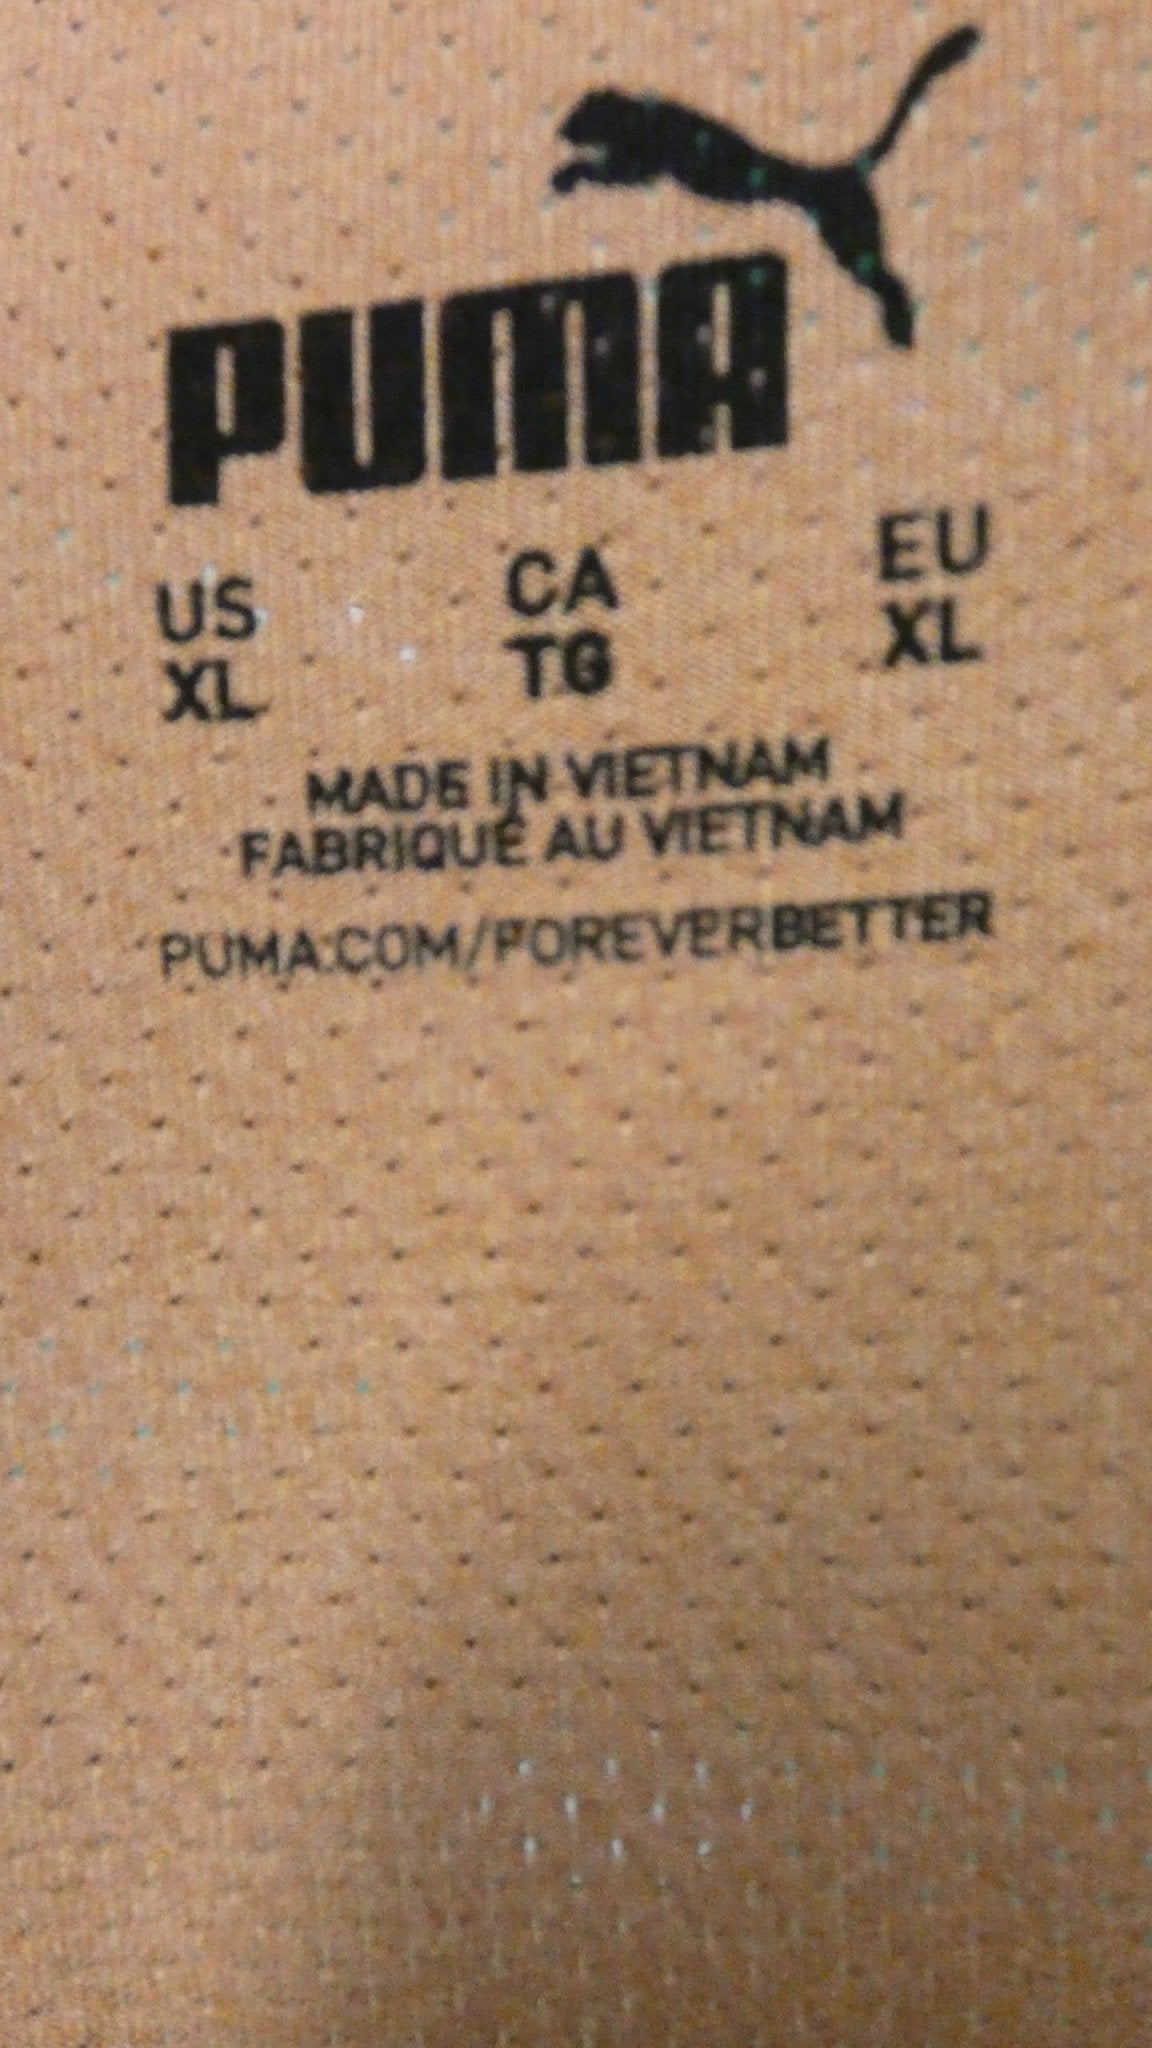 PUMA
US CA EU
XL TG XL
MADE IN VIETNAM
FABRIQUÉ AU VIETNAM
PUMA.COM/FOREVERBETTER